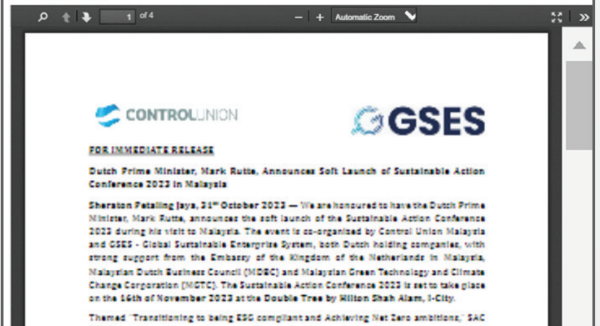 1 of 4 Automatic Zoom
CONTROLUNION GSES
FOR IMMEDIATE RELEASE
Dutch Prime Minister, Mark Rutte, Announces Soft Launch of Sustainable Action
Conference 2023 in Malaysia
Sheraton Petaling Jaya, 31st October 2023 — We are honoured to have the Dutch Prime
Minister, Mark Rutte, announces the soft launch of the Sustainable Action Conference
2023 during his visit to Malaysia. The event is co-organized by Control Union Malaysia
and GSES - Global Sustainable Enterprise System, both Dutch holding companies, with
strong support from the Embassy of the Kingdom of the Netherlands in Malaysia,
Malaysian Dutch Business Council (MDBC) and Malaysian Green Technology and Climate
Change Corporation (MGTC). The Sustainable Action Conference 2023 is set to take place
on the 16th of November 2023 at the Double Tree by Hilton Shah Alam, I-City.
Themed "Transitioning to being ESG compliant and Achieving Net Zero ambitions," SAC